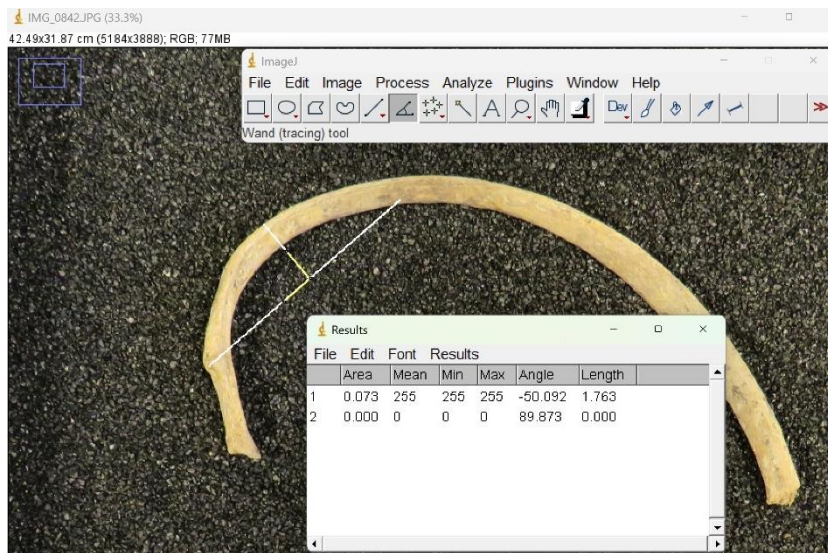 IMG_0842.JPG (33.3%)
42.49x31.87 cm (5184x3888); RGB; 77MB
ImageJ
File Edit Image Process Analyze Plugins Window Help
Dev
Wand (tracing) tool
Results
File Edit Font Results
Area Mean Min Max Angle Length
1 0.073 255 255 255 -50.092 1.763
2 0.000 0 0 0 89.873 0.000